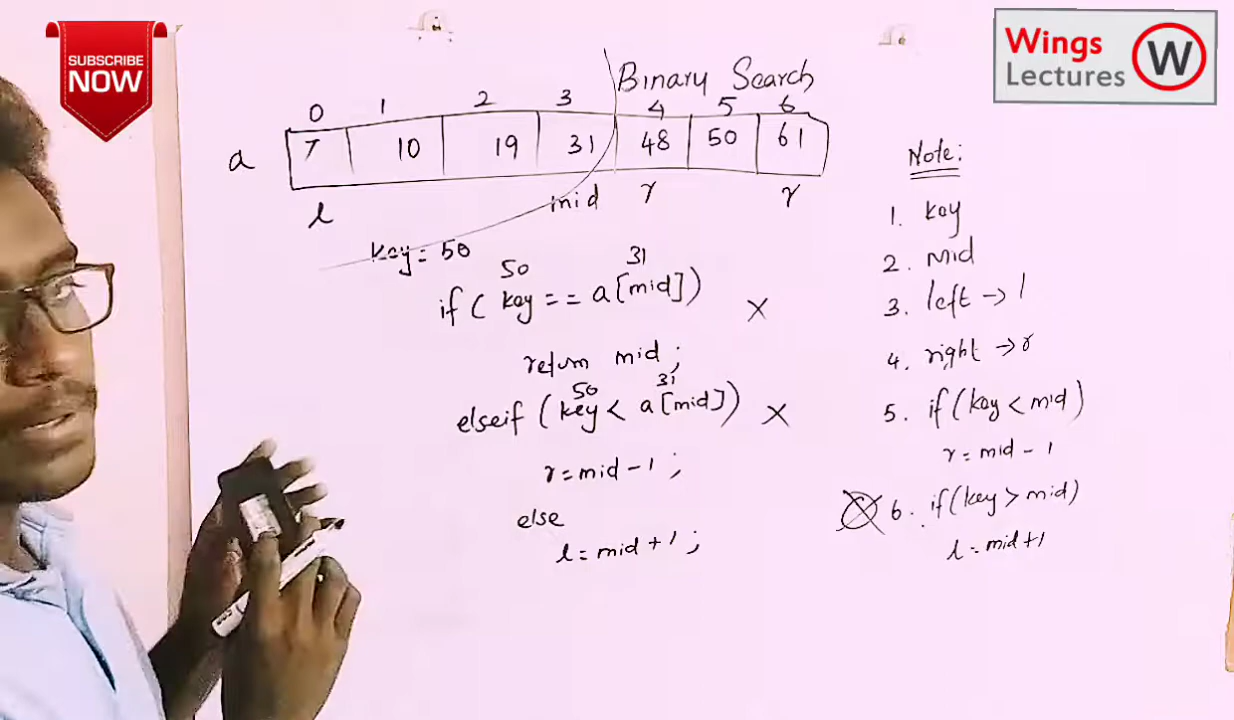 SUBSCRIBE
NOW
Wings
Lectures
W
Binary Search
0 1 2 3 4 5 6
a 7 10 19 31 48 50 61
l mid r r
key = 50
50 31
if ( key == a[mid])
X
return mid;
50 31
elseif ( key < a[mid]) X
r = mid - 1 ;
else
l = mid + 1 ;
Note:
1. key
2. mid
3. left -> l
4. right -> r
5. if (key < mid)
r = mid - 1
6. if (key > mid)
l = mid + 1